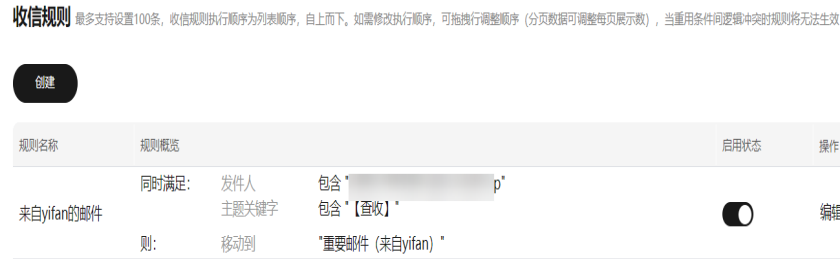 收信规则 最多支持设置100条，收信规则执行顺序为列表顺序，自上而下。如需修改执行顺序，可拖拽行调整顺序（分页数据可调整每页展示数），当重用条件间逻辑冲突时规则将无法生效
创建
规则名称 规则概览 启用状态 操作
同时满足： 发件人 包含 " p"
主题关键字 包含 "【查收】"
来自yifan的邮件 编辑
则： 移动到 "重要邮件（来自yifan）"